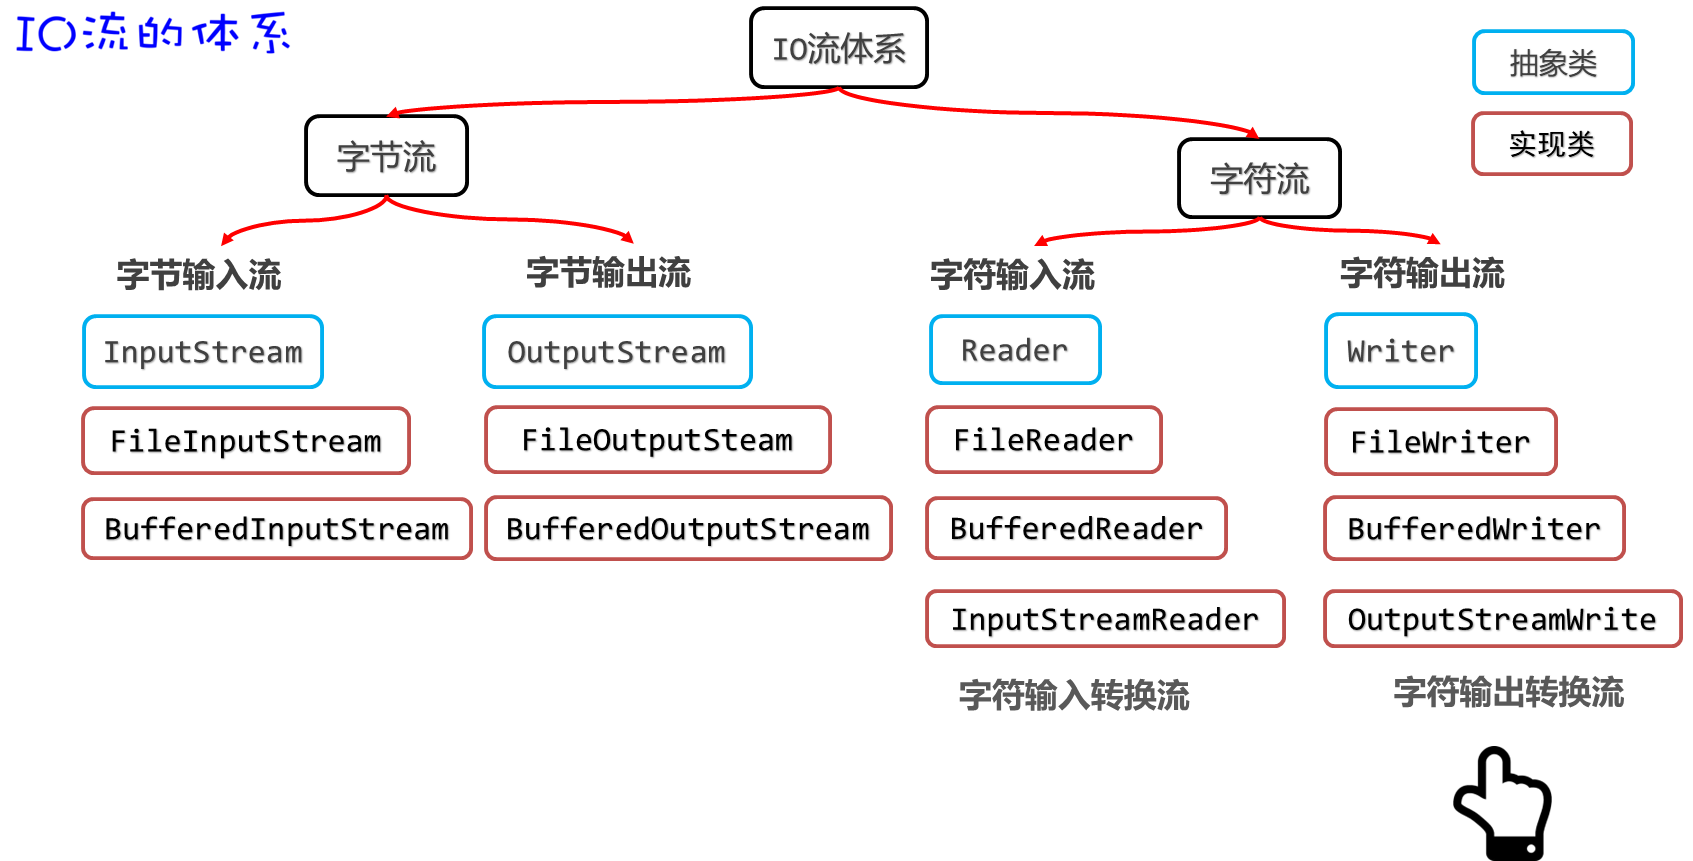 IO流的体系
IO流体系
抽象类
实现类
字节流
字符流
字节输入流
字节输出流
字符输入流
字符输出流
InputStream
OutputStream
Reader
Writer
FileInputStream
FileOutputSteam
FileReader
FileWriter
BufferedInputStream
BufferedOutputStream
BufferedReader
BufferedWriter
InputStreamReader
OutputStreamWrite
字符输入转换流
字符输出转换流